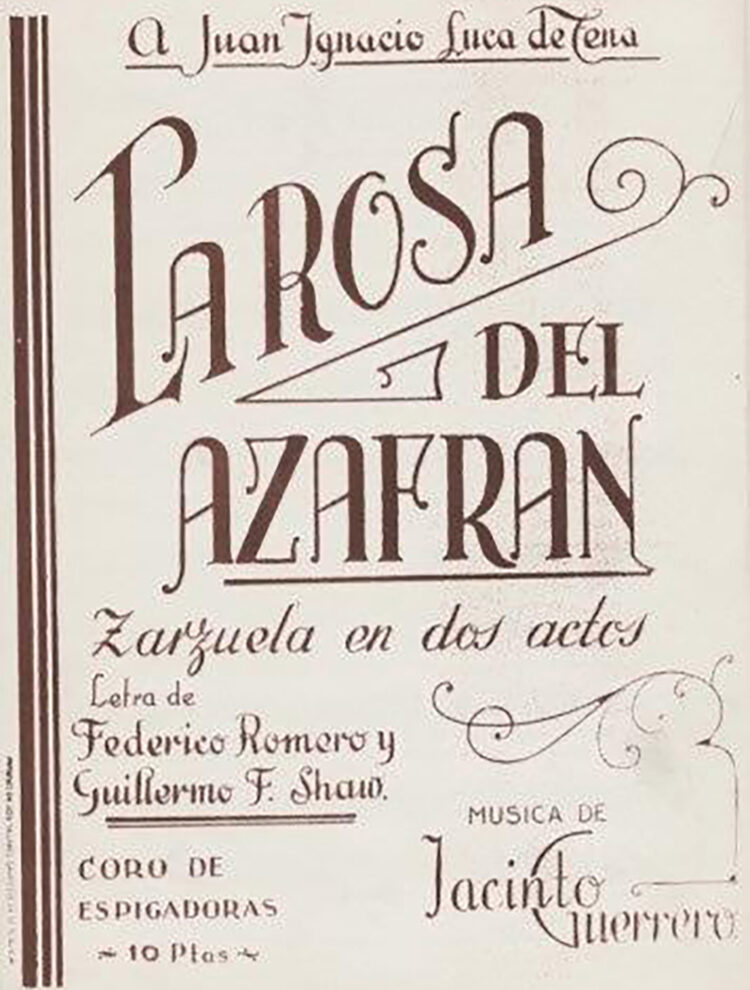 A Juan Ignacio Luca de Tena
LA ROSA
DEL
AZAFRAN
Zarzuela en dos actos
Letra de
Federico Romero y
Guillermo F. Shaw.
CORO DE
ESPIGADORAS
~ 10 Ptas ~
MUSICA DE
Jacinto
Guerrero